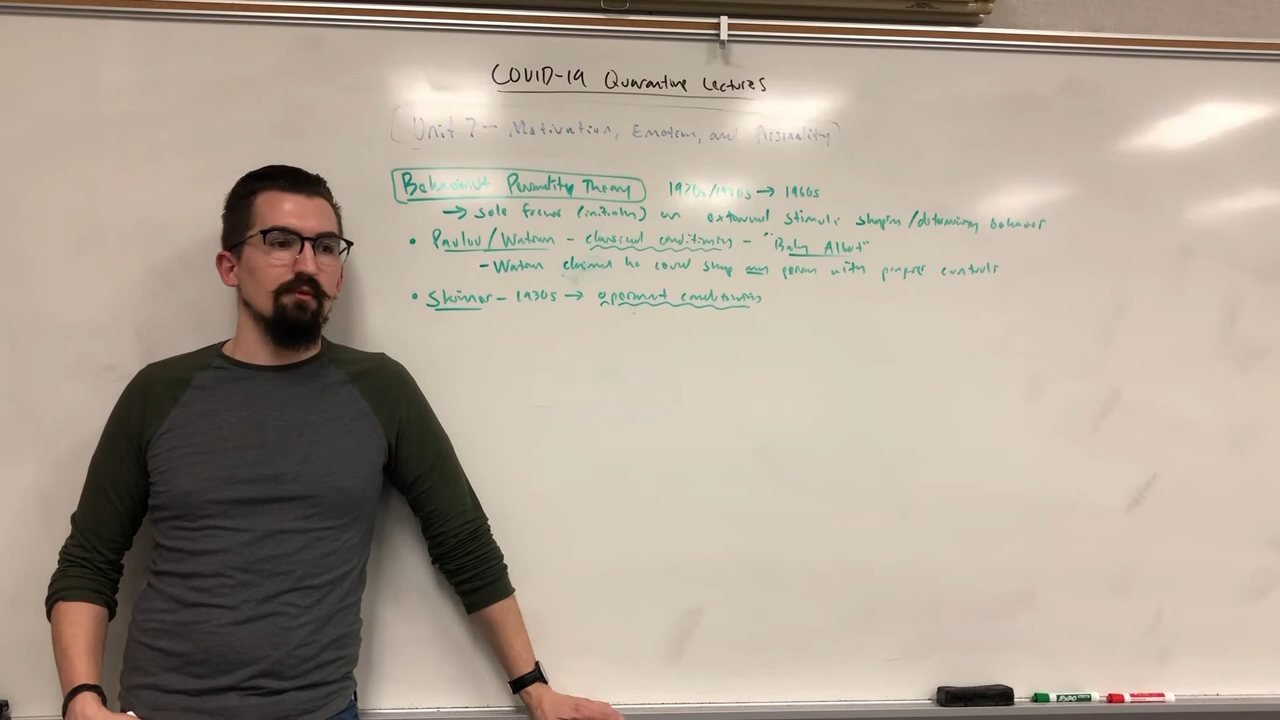 COVID-19 Quarantine Lectures
Unit 7 - Motivation, Emotion, and Personality
Behaviorist Personality Theory 1920s/1930s → 1960s
→ sole focus (initially) on external stimuli shaping/determining behavior
• Pavlov/Watson - classical conditioning - "Baby Albert"
- Watson claimed he could shape any person with proper controls
• Skinner - 1930s → operant conditioning
EXPO